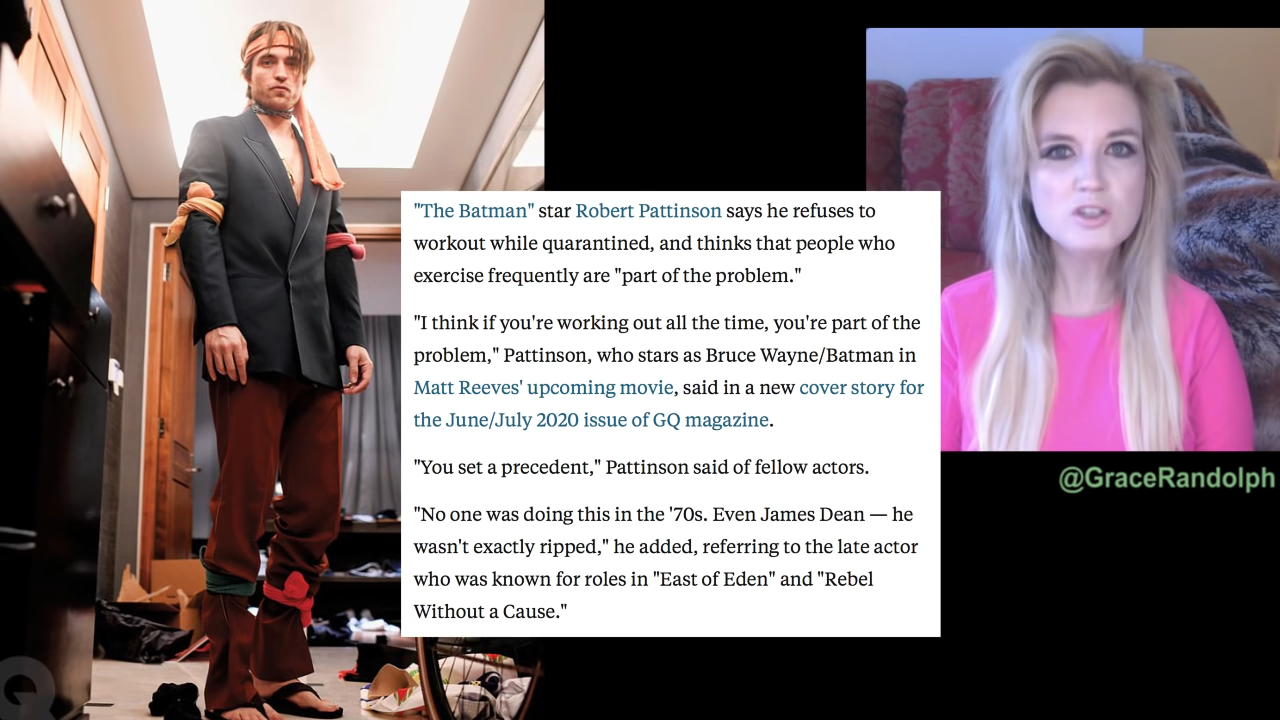 "The Batman" star Robert Pattinson says he refuses to
workout while quarantined, and thinks that people who
exercise frequently are "part of the problem."
"I think if you're working out all the time, you're part of the
problem," Pattinson, who stars as Bruce Wayne/Batman in
Matt Reeves' upcoming movie, said in a new cover story for
the June/July 2020 issue of GQ magazine.
"You set a precedent," Pattinson said of fellow actors.
"No one was doing this in the '70s. Even James Dean — he
wasn't exactly ripped," he added, referring to the late actor
who was known for roles in "East of Eden" and "Rebel
Without a Cause."
@GraceRandolph
Q